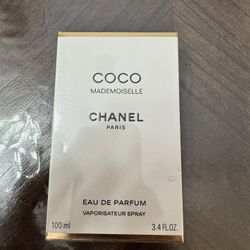 COCO
MADEMOISELLE
CHANEL
PARIS
EAU DE PARFUM
VAPORISATEUR SPRAY
100 ml 3.4 FL.OZ.